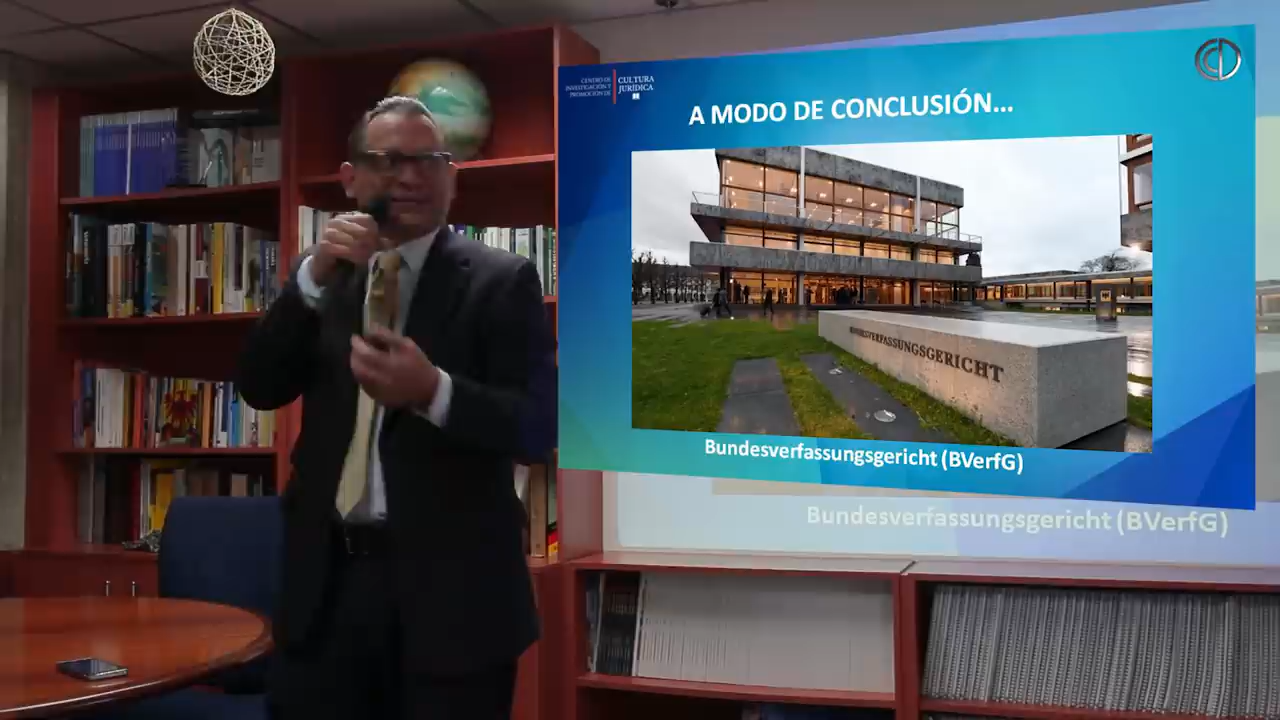 CENTRO DE
INVESTIGACIÓN Y
PROMOCIÓN DE
CULTURA
JURÍDICA
A MODO DE CONCLUSIÓN...
BUNDESVERFASSUNGSGERICHT
Bundesverfassungsgericht (BVerfG)
Bundesverfassungsgericht (BVerfG)